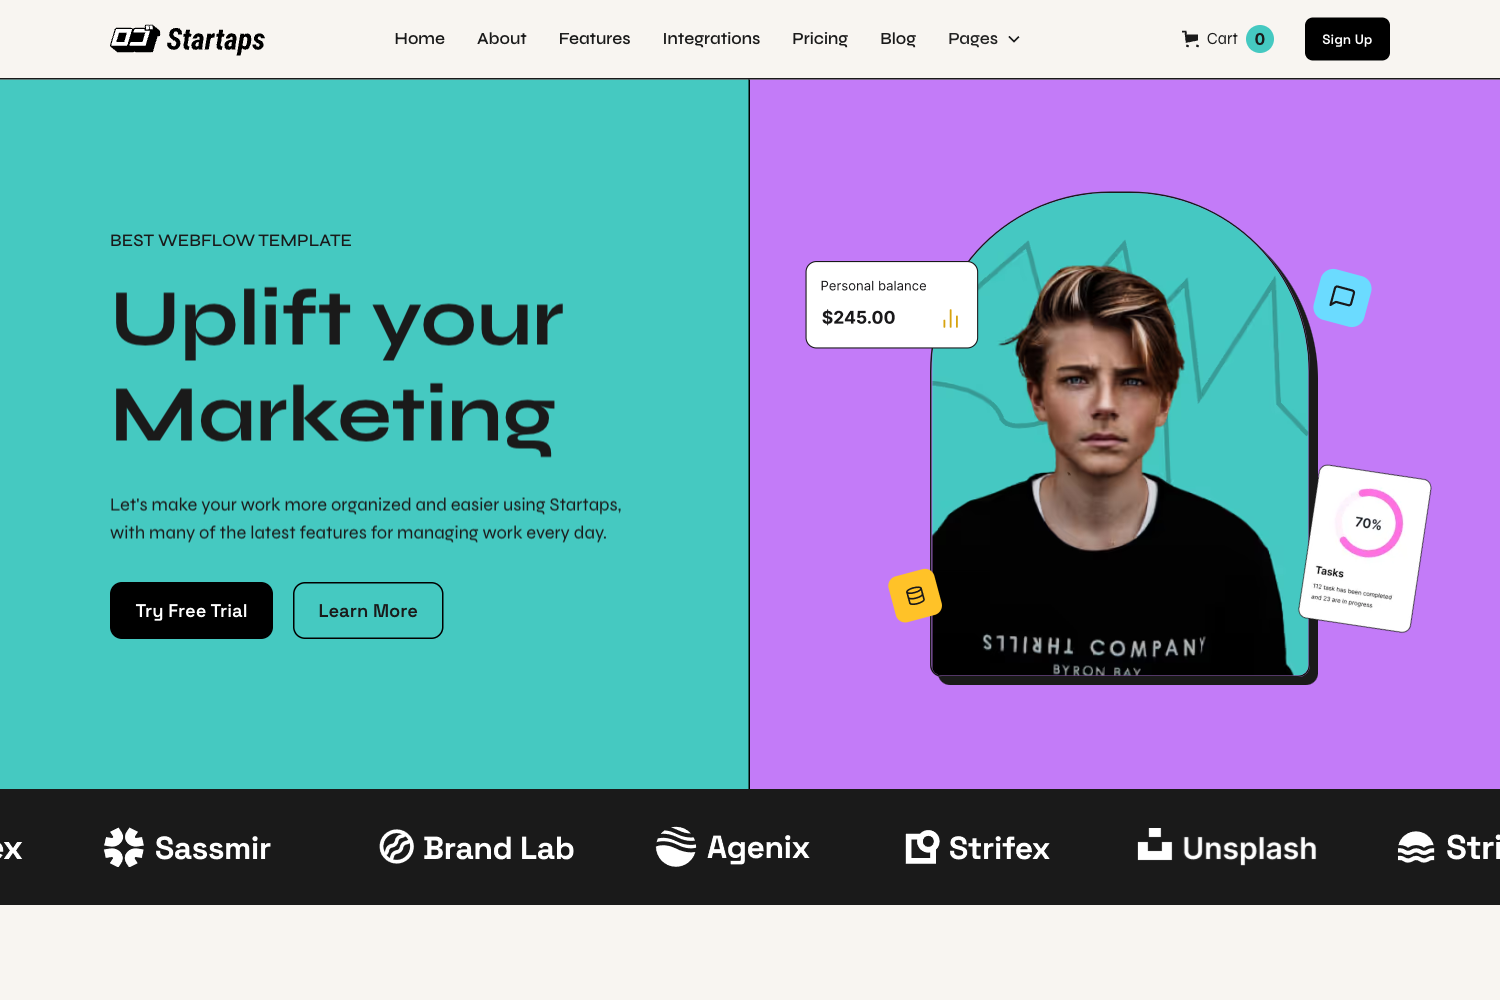 Startaps
Home
About
Features
Integrations
Pricing
Blog
Pages
Cart
0
Sign Up
BEST WEBFLOW TEMPLATE
Uplift your
Marketing
Let's make your work more organized and easier using Startaps,
with many of the latest features for managing work every day.
Try Free Trial
Learn More
Personal balance
$245.00
70%
Tasks
112 task has been completed
and 23 are in progress
THRILLS COMPANY
BYRON BAY
ex
Sassmir
Brand Lab
Agenix
Strifex
Unsplash
Stri